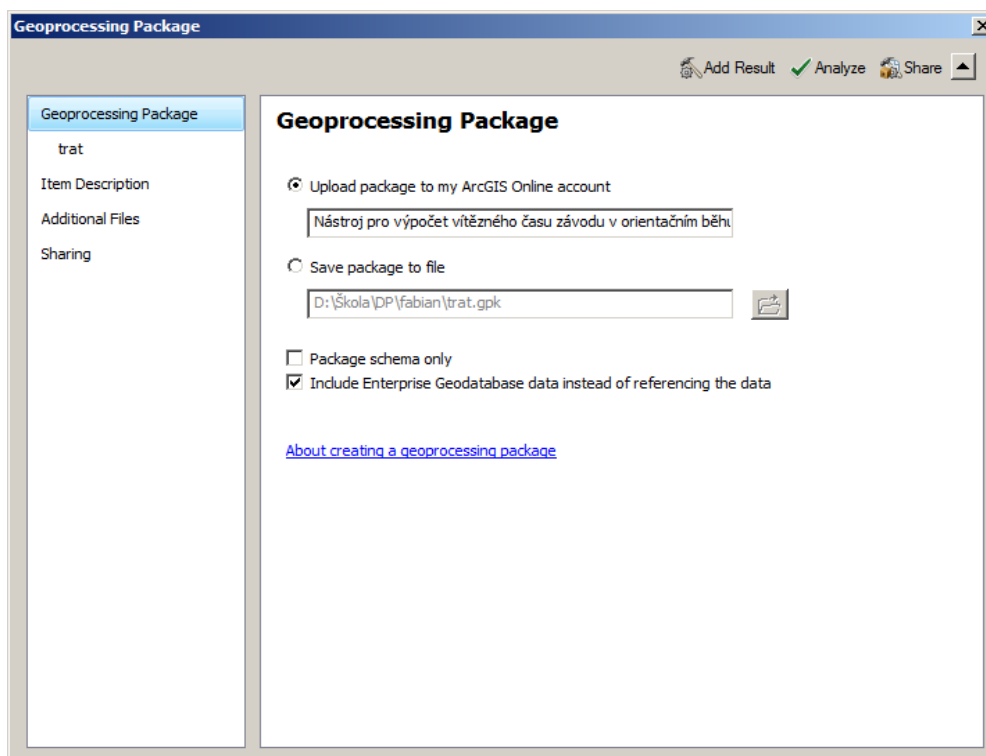 Geoprocessing Package
Add Result Analyze Share
Geoprocessing Package
trat
Item Description
Additional Files
Sharing
Geoprocessing Package
Upload package to my ArcGIS Online account
Nástroj pro výpočet vítězného času závodu v orientačním běhu
Save package to file
D:\Škola\DP\fabian\trat.gpk
Package schema only
Include Enterprise Geodatabase data instead of referencing the data
About creating a geoprocessing package